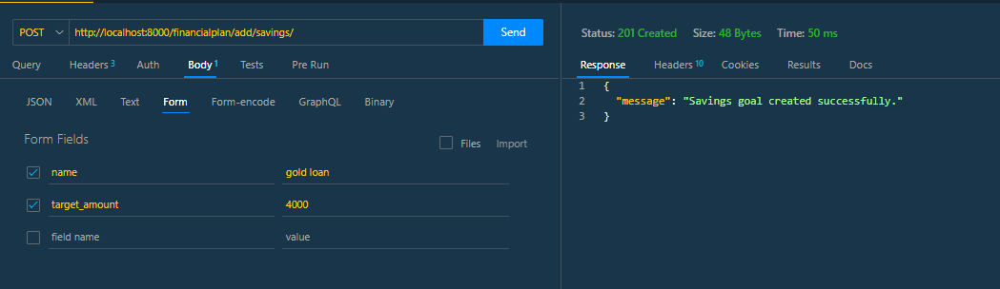 POST http://localhost:8000/financialplan/add/savings/ Send
Query Headers 3 Auth Body 1 Tests Pre Run
JSON XML Text Form Form-encode GraphQL Binary
Form Fields Files Import
name gold loan
target_amount 4000
field name value
Status: 201 Created Size: 48 Bytes Time: 50 ms
Response Headers 10 Cookies Results Docs
1 {
2 "message": "Savings goal created successfully."
3 }